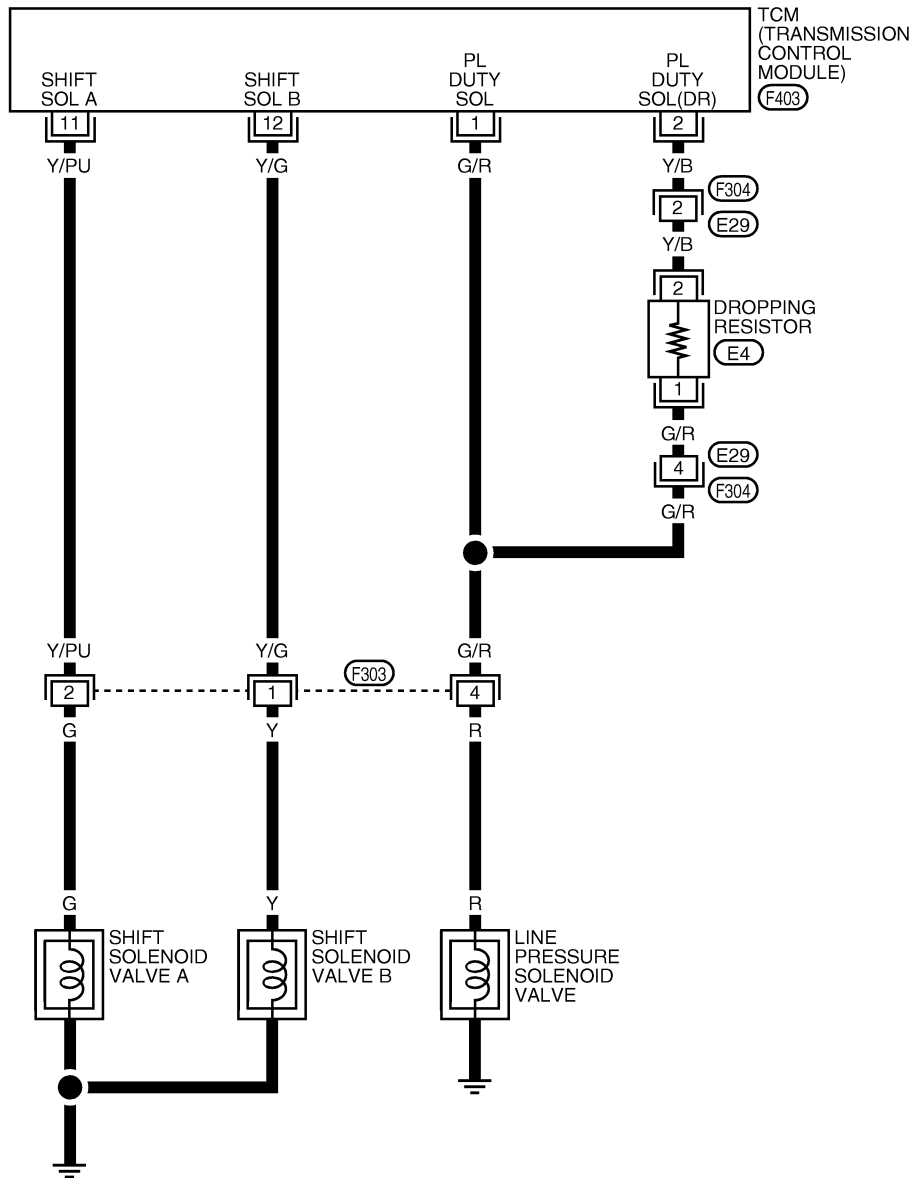 TCM
(TRANSMISSION
CONTROL
MODULE)
F403
SHIFT
SOL A
SHIFT
SOL B
PL
DUTY
SOL
PL
DUTY
SOL(DR)
11
12
1
2
Y/PU
Y/G
G/R
Y/B
F304
2
E29
Y/B
2
DROPPING
RESISTOR
E4
1
G/R
E29
4
F304
G/R
Y/PU
Y/G
G/R
F303
2
1
4
G
Y
R
G
Y
R
SHIFT
SOLENOID
VALVE A
SHIFT
SOLENOID
VALVE B
LINE
PRESSURE
SOLENOID
VALVE